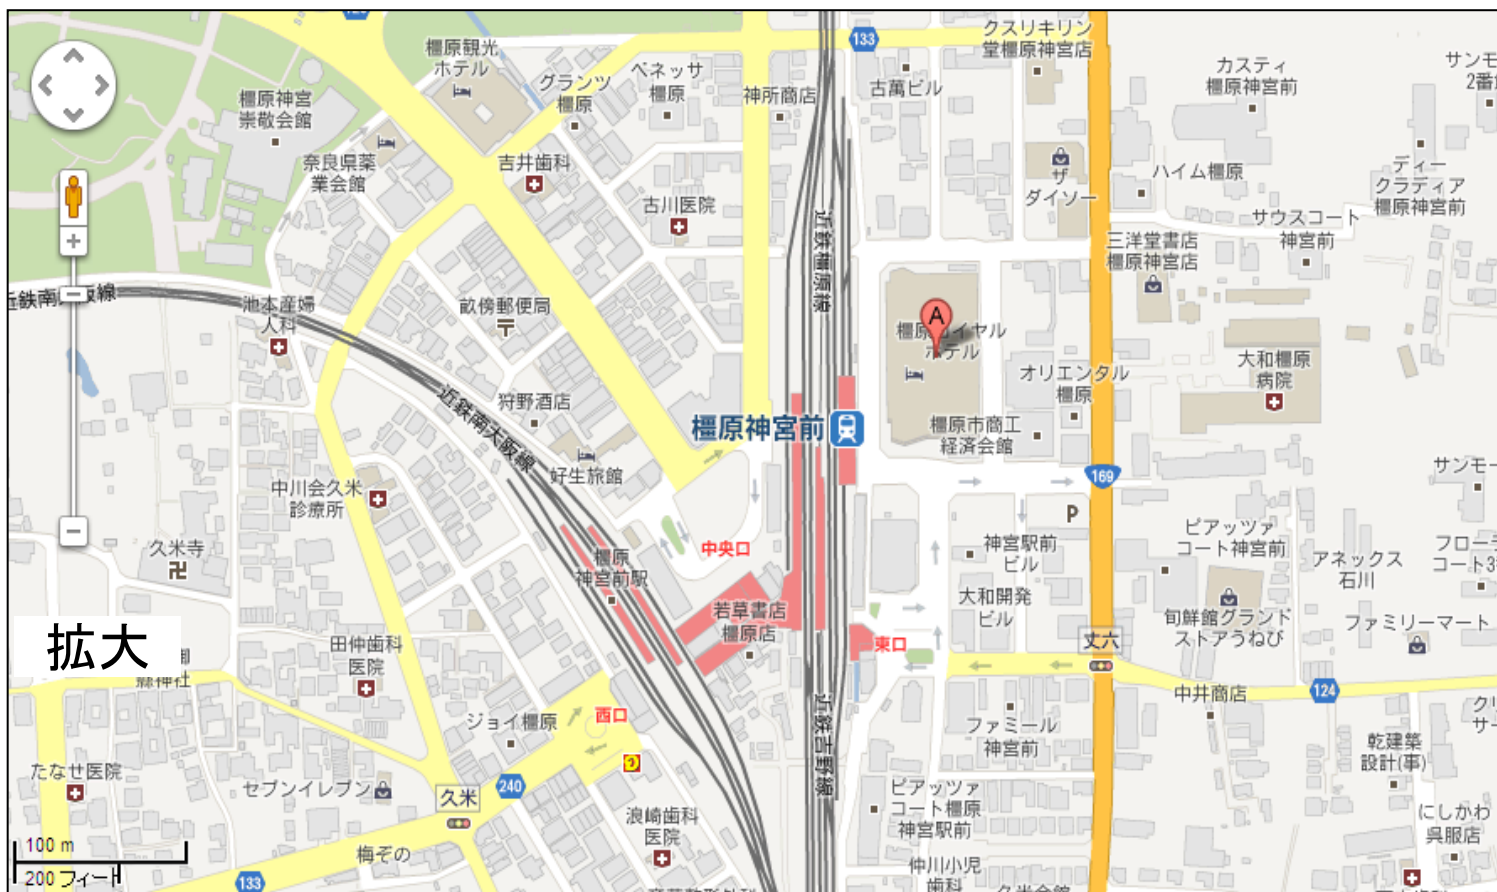 133
クスリキリン
堂橿原神宮店
橿原観光
ホテル
グランツ
橿原
ベネッサ
橿原
神所商店
古萬ビル
カスティ
橿原神宮前
サンモ
橿原神宮
崇敬会館
奈良県薬
業会館
吉井歯科
古川医院
ザ
ダイソー
ハイム橿原
ディー
クラディア
橿原神宮前
サウスコート
神宮前
三洋堂書店
橿原神宮店
近鉄橿原線
近鉄南大阪線
池本産婦
人科
畝傍郵便局
A
橿原ロイヤル
ホテル
大和橿原
病院
オリエンタル
橿原
狩野酒店
近鉄南大阪線
橿原神宮前
橿原市商工
経済会館
好生旅館
169
サンモー
中川会久米
診療所
P
久米寺
中央口
橿原
神宮前駅
神宮駅前
ビル
ピアッツァ
コート神宮前
アネックス
石川
フローラ
コート3
大和開発
ビル
若草書店
橿原店
旬鮮館グランド
ストアうねび
ファミリーマート
拡大
田仲歯科
医院
東口
丈六
縣神社
中井商店
124
ジョイ橿原
西口
近鉄吉野線
ファミール
神宮前
乾建築
設計(事)
たなせ医院
セブンイレブン
久米
240
浪崎歯科
医院
ピアッツァ
コート橿原
神宮駅前
にしかわ
呉服店
100 m
200 フィート
梅ぞの
133
仲川小児
歯科
久米会館